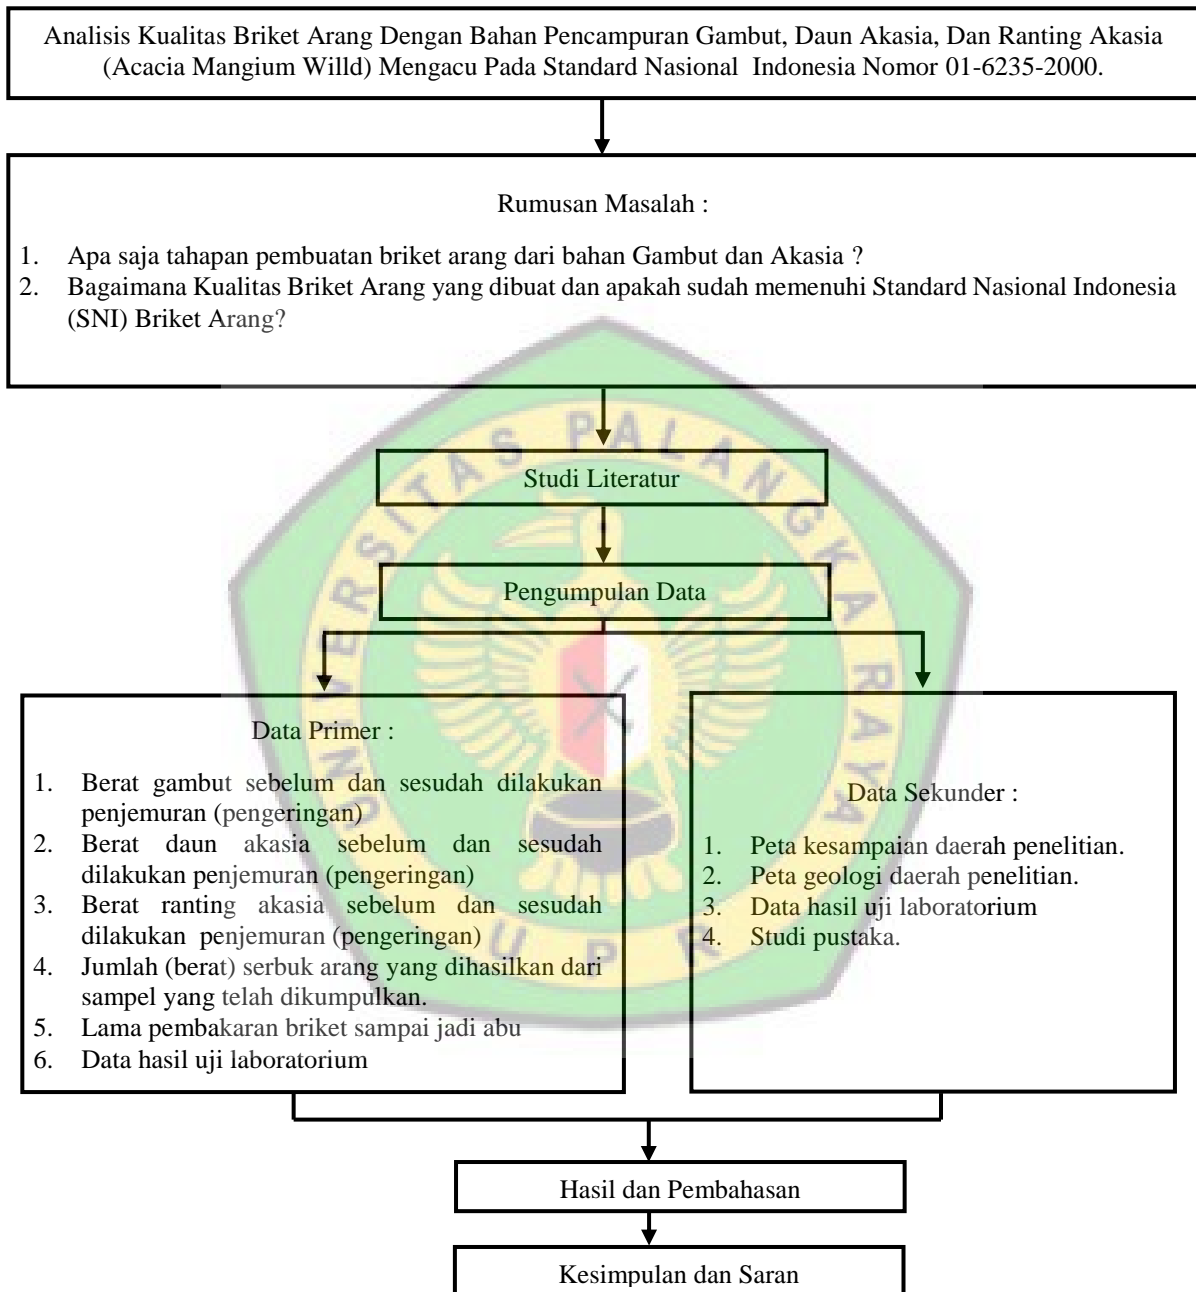 Analisis Kualitas Briket Arang Dengan Bahan Pencampuran Gambut, Daun Akasia, Dan Ranting Akasia
(Acacia Mangium Willd) Mengacu Pada Standard Nasional Indonesia Nomor 01-6235-2000.
Rumusan Masalah :
1. Apa saja tahapan pembuatan briket arang dari bahan Gambut dan Akasia ?
2. Bagaimana Kualitas Briket Arang yang dibuat dan apakah sudah memenuhi Standard Nasional Indonesia
(SNI) Briket Arang?
UNIVERSITAS PALANGKA RAYA
Studi Literatur
Pengumpulan Data
Data Primer :
1. Berat gambut sebelum dan sesudah dilakukan
penjemuran (pengeringan)
2. Berat daun akasia sebelum dan sesudah
dilakukan penjemuran (pengeringan)
3. Berat ranting akasia sebelum dan sesudah
dilakukan penjemuran (pengeringan)
4. Jumlah (berat) serbuk arang yang dihasilkan dari
sampel yang telah dikumpulkan.
5. Lama pembakaran briket sampai jadi abu
6. Data hasil uji laboratorium
Data Sekunder :
1. Peta kesampaian daerah penelitian.
2. Peta geologi daerah penelitian.
3. Data hasil uji laboratorium
4. Studi pustaka.
U P R
Hasil dan Pembahasan
Kesimpulan dan Saran